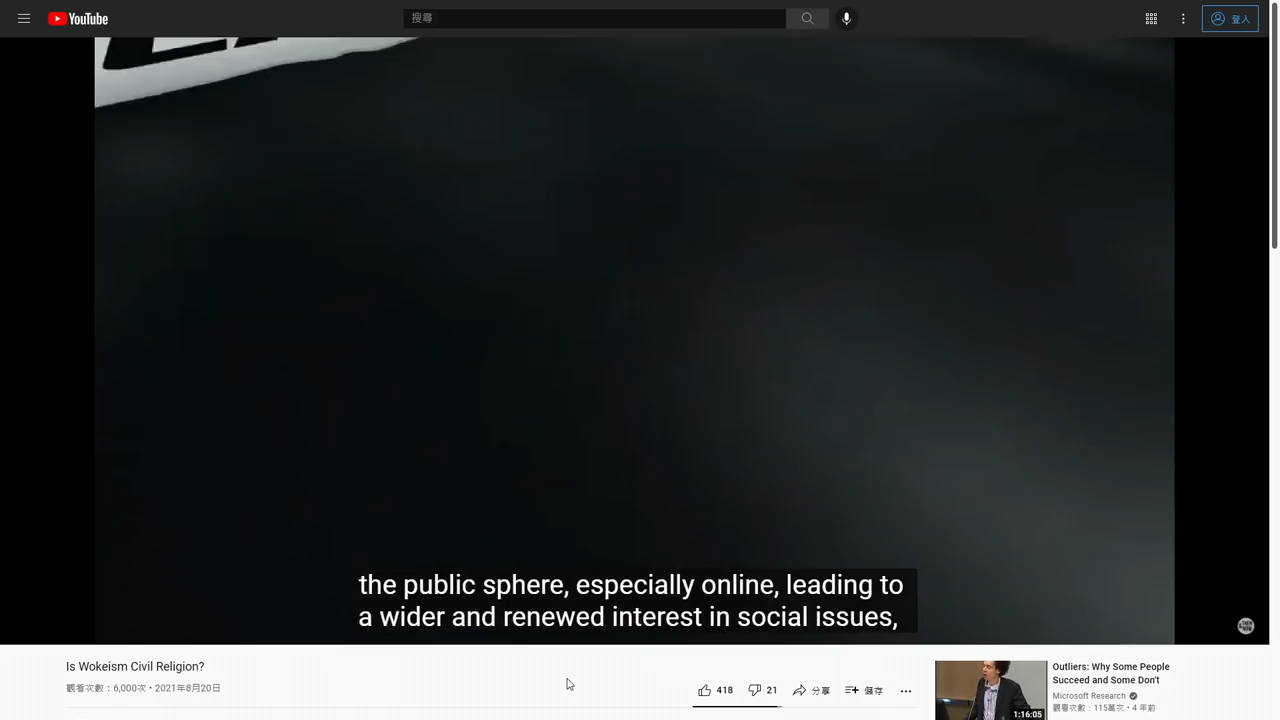 YouTube
搜尋
登入
the public sphere, especially online, leading to
a wider and renewed interest in social issues,
Is Wokeism Civil Religion?
觀看次數：6,000次 • 2021年8月20日
418
21
分享
儲存
1:16:05
Outliers: Why Some People
Succeed and Some Don't
Microsoft Research
觀看次數：115萬次 • 4 年前